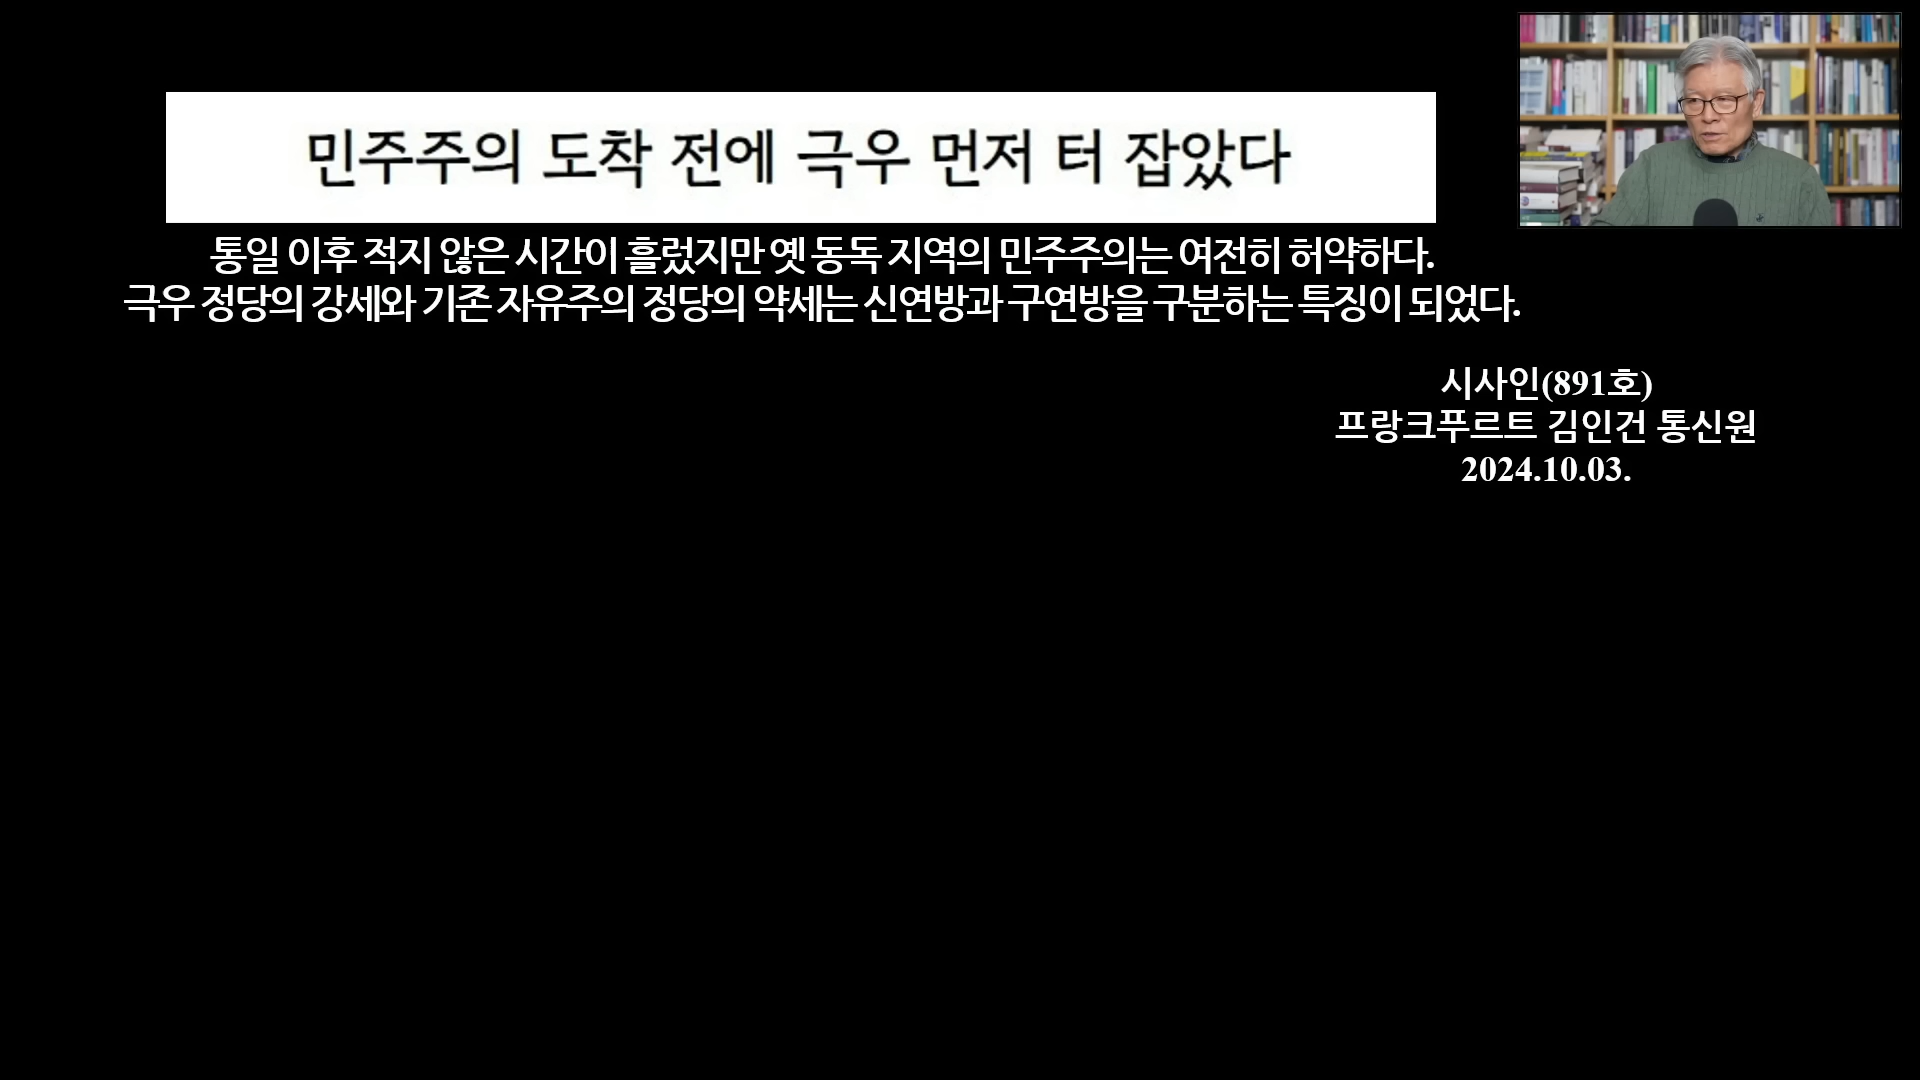 민주주의 도착 전에 극우 먼저 터 잡았다
통일 이후 적지 않은 시간이 흘렀지만 옛 동독 지역의 민주주의는 여전히 허약하다.
극우 정당의 강세와 기존 자유주의 정당의 약세는 신연방과 구연방을 구분하는 특징이 되었다.
시사인(891호)
프랑크푸르트 김인건 통신원
2024.10.03.